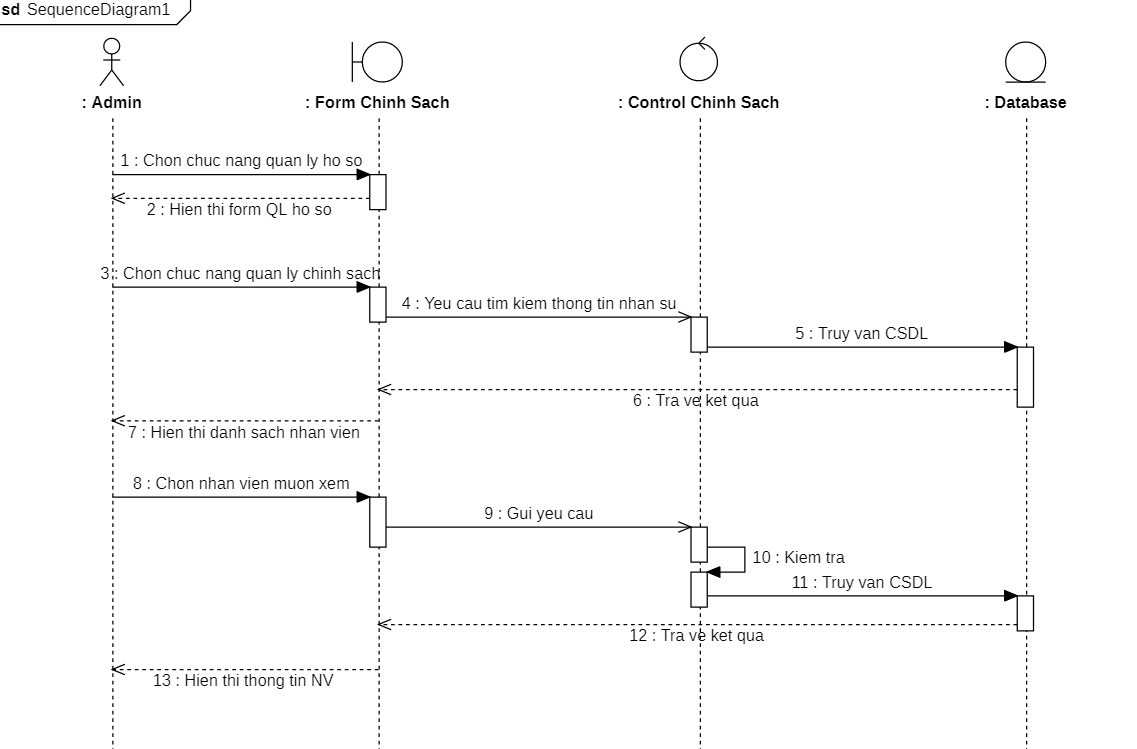 sd SequenceDiagram1
: Admin
: Form Chinh Sach
: Control Chinh Sach
: Database
1 : Chon chuc nang quan ly ho so
2 : Hien thi form QL ho so
3 : Chon chuc nang quan ly chinh sach
4 : Yeu cau tim kiem thong tin nhan su
5 : Truy van CSDL
6 : Tra ve ket qua
7 : Hien thi danh sach nhan vien
8 : Chon nhan vien muon xem
9 : Gui yeu cau
10 : Kiem tra
11 : Truy van CSDL
12 : Tra ve ket qua
13 : Hien thi thong tin NV